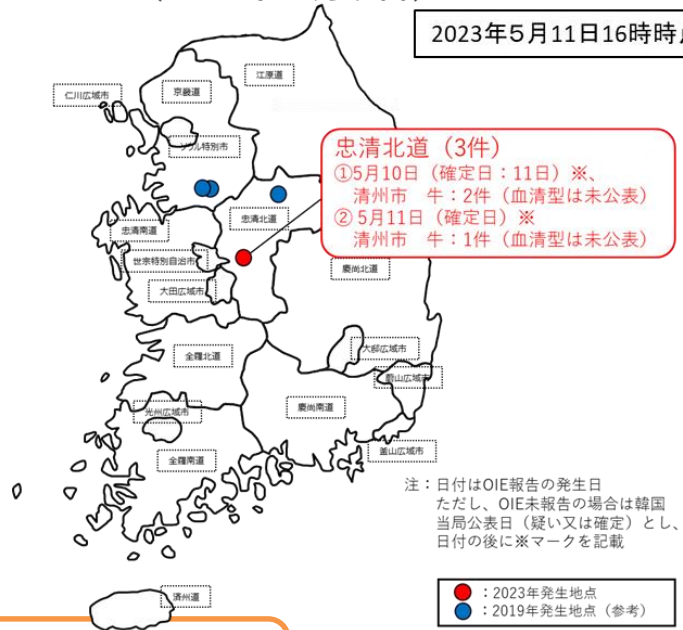 2023年5月11日16時時点
江原道
京畿道
仁川広域市
ソウル特別市
忠清北道（3件）
①5月10日（確定日：11日）※、
清州市　牛：2件（血清型は未公表）
② 5月11日（確定日）※
清州市　牛：1件（血清型は未公表）
忠清北道
忠清南道
世宗特別自治市
慶尚北道
大田広域市
大邱広域市
全羅北道
蔚山広域市
光州広域市
慶尚南道
全羅南道
釜山広域市
注：日付はOIE報告の発生日
ただし、OIE未報告の場合は韓国
当局公表日（疑い又は確定）とし、
日付の後に※マークを記載
済州道
：2023年発生地点
：2019年発生地点（参考）